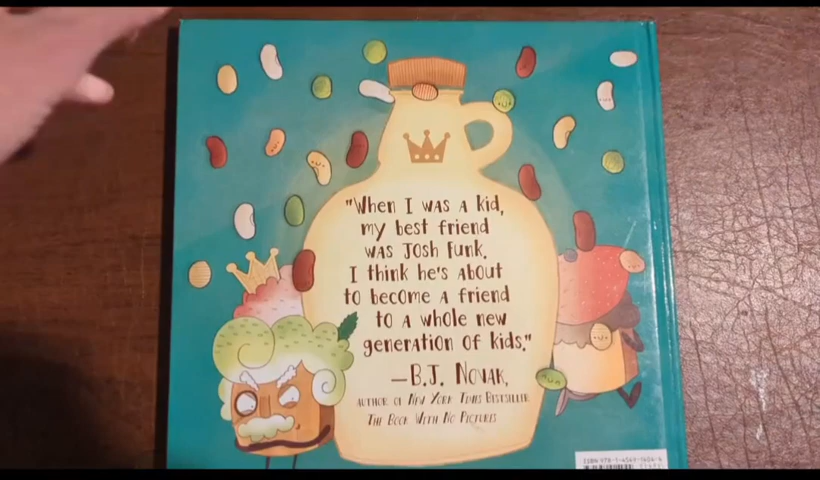 "When I was a kid,
my best friend
was Josh Funk.
I think he's about
to become a friend
to a whole new
generation of kids."
—B.J. Novak,
author of New York Times Bestseller
The Book With No Pictures